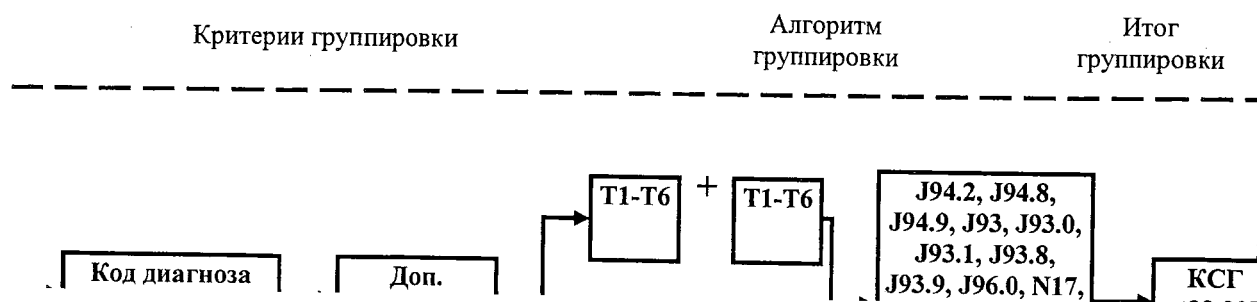 Критерии группировки
Алгоритм
группировки
Итог
группировки
T1-T6
+
T1-T6
J94.2, J94.8,
J94.9, J93, J93.0,
J93.1, J93.8,
J93.9, J96.0, N17,
Код диагноза
Доп.
КСГ